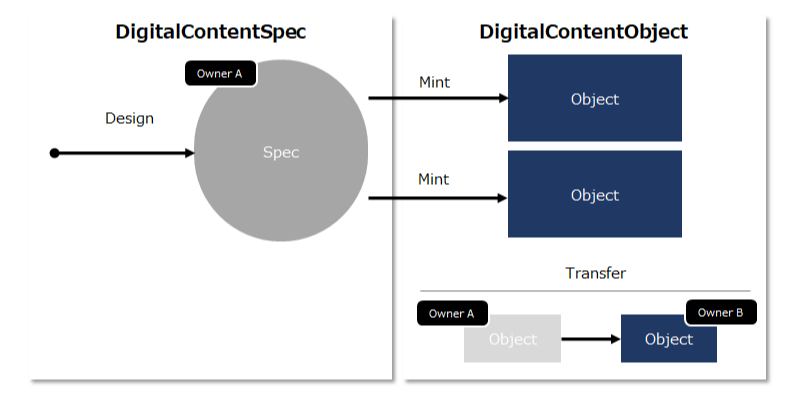 DigitalContentSpec
Owner A
Design
Spec
DigitalContentObject
Mint
Object
Mint
Object
Transfer
Owner A
Owner B
Object
Object